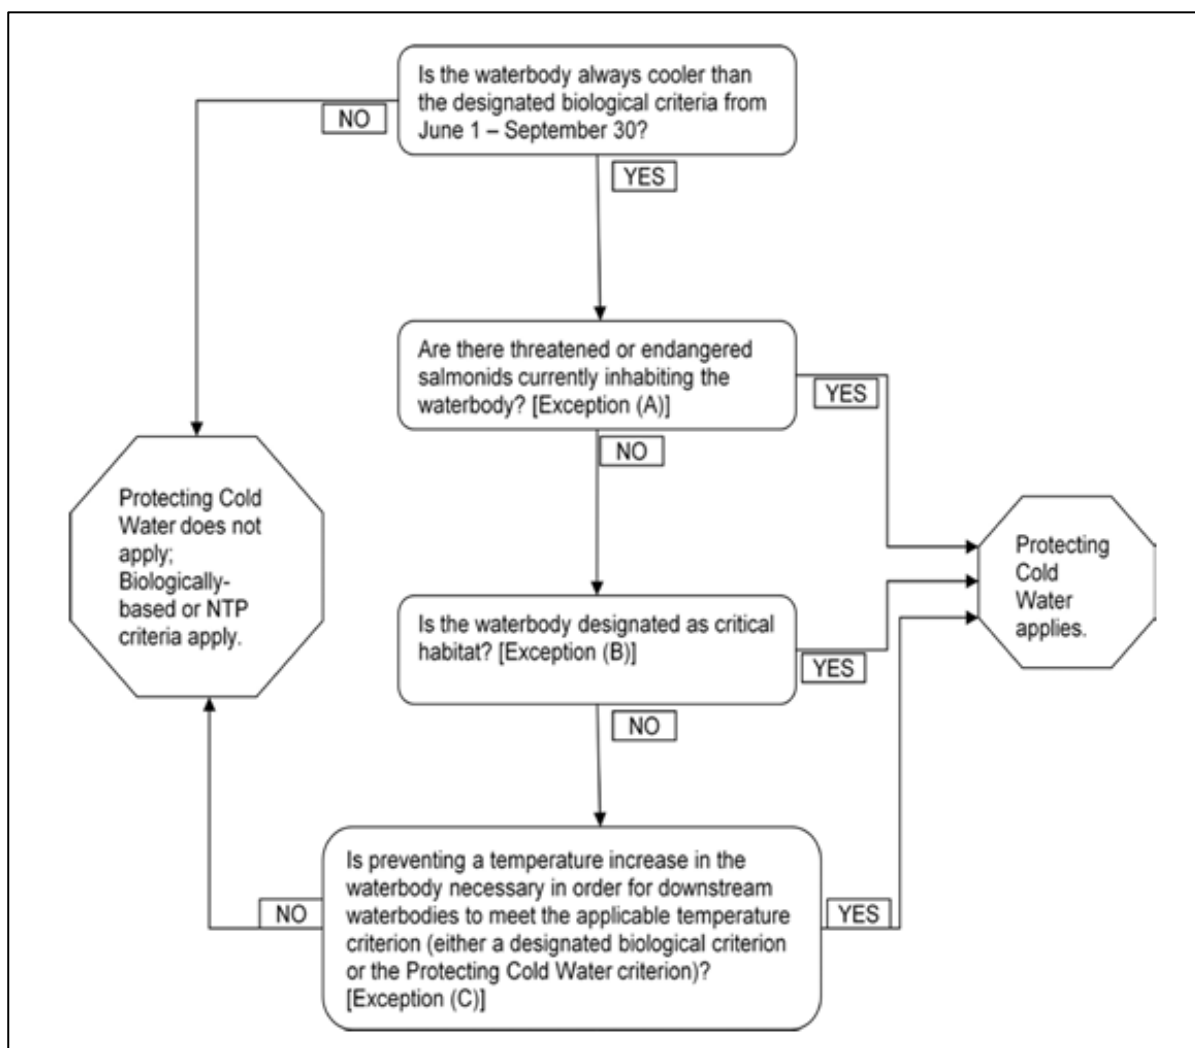 Is the waterbody always cooler than
the designated biological criteria from
June 1 – September 30?
NO
YES
Are there threatened or endangered
salmonids currently inhabiting the
waterbody? [Exception (A)]
YES
NO
Protecting Cold
Water does not
apply;
Biologically-
based or NTP
criteria apply.
Protecting
Cold
Water
applies.
Is the waterbody designated as critical
habitat? [Exception (B)]
YES
NO
Is preventing a temperature increase in the
waterbody necessary in order for downstream
waterbodies to meet the applicable temperature
criterion (either a designated biological criterion
or the Protecting Cold Water criterion)?
[Exception (C)]
NO
YES